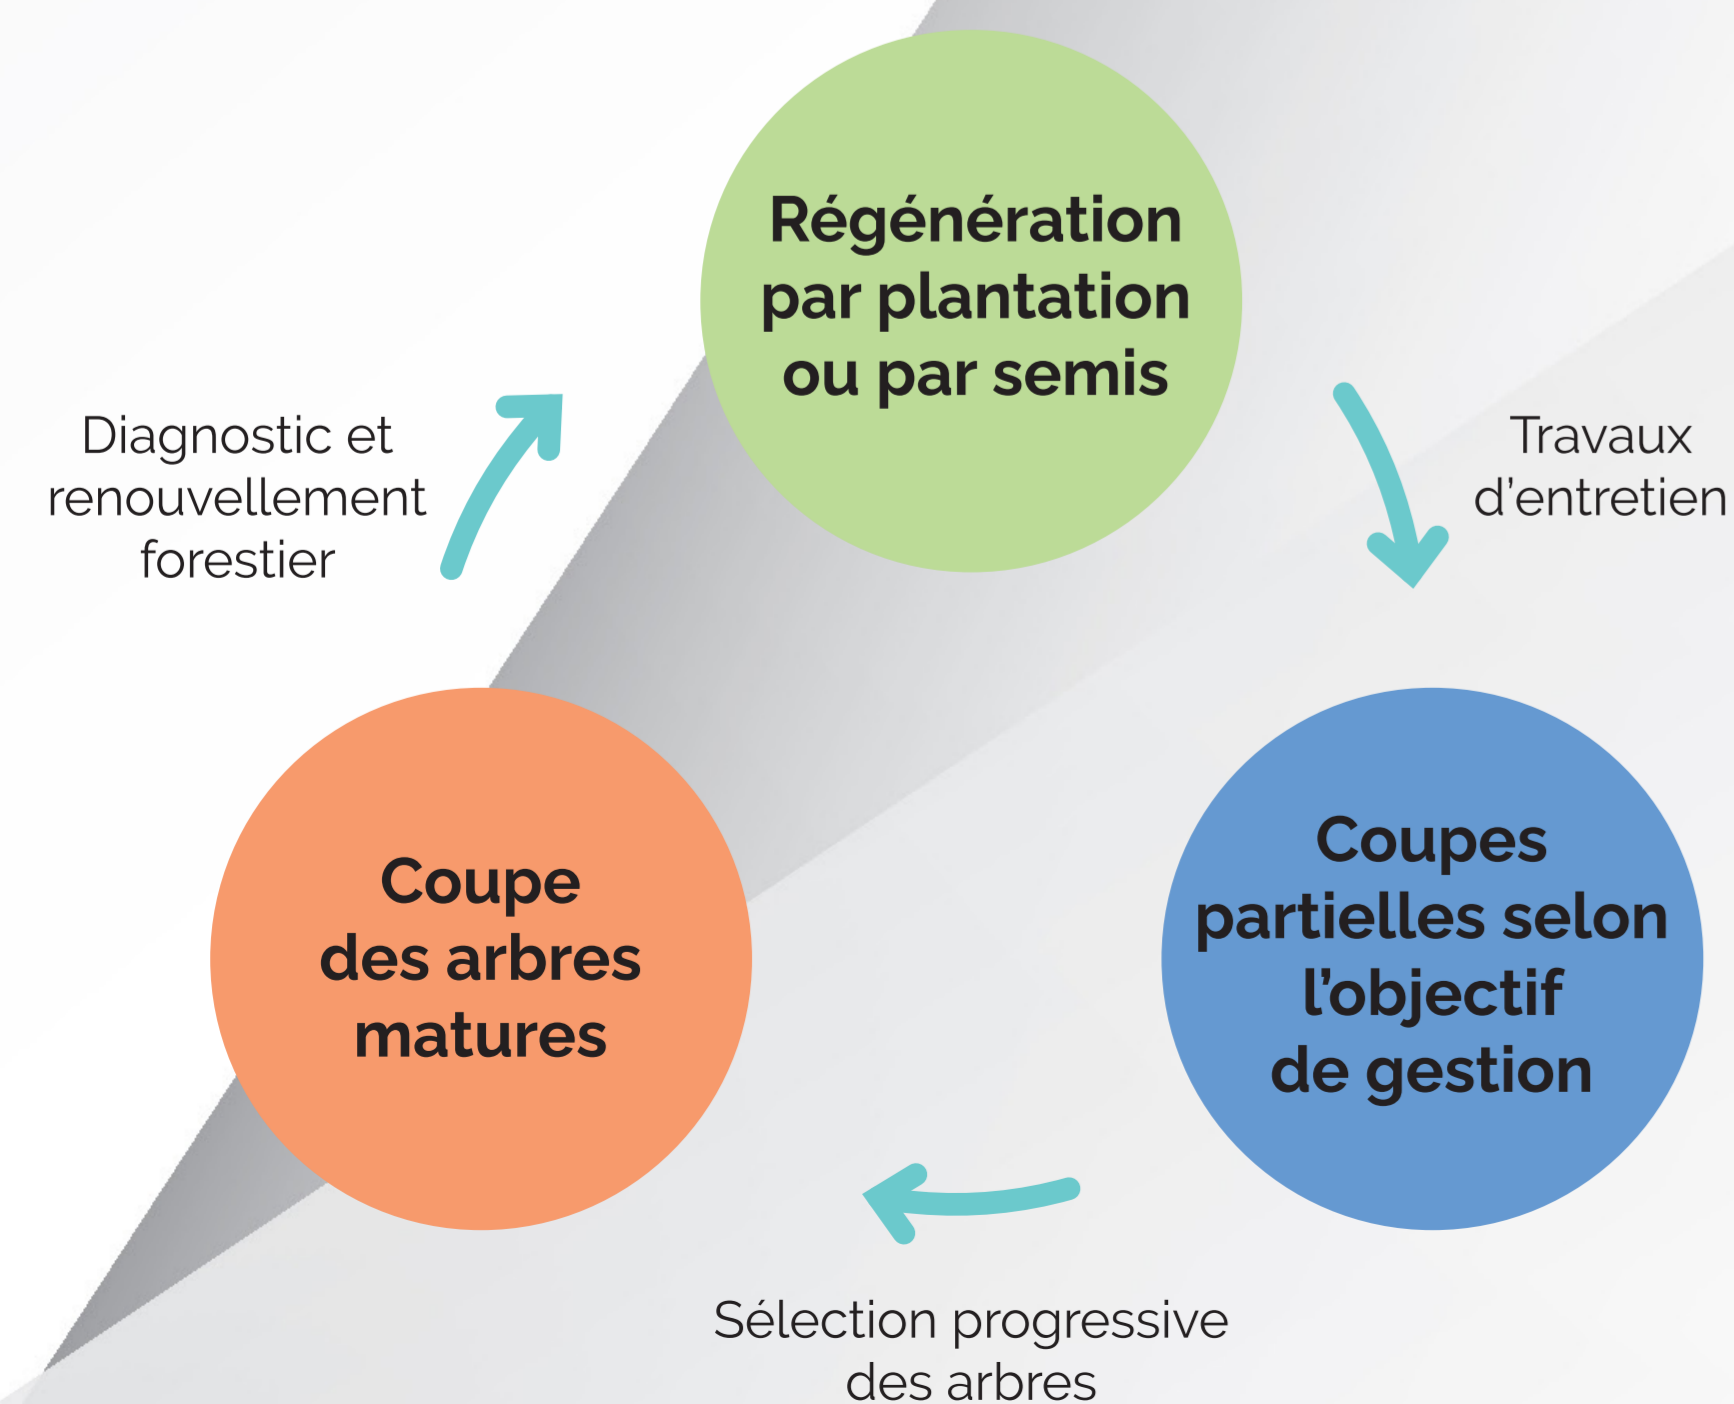 Régénération
par plantation
ou par semis
Diagnostic et
renouvellement
forestier
Travaux
d’entretien
Coupe
des arbres
matures
Coupes
partielles selon
l’objectif
de gestion
Sélection progressive
des arbres